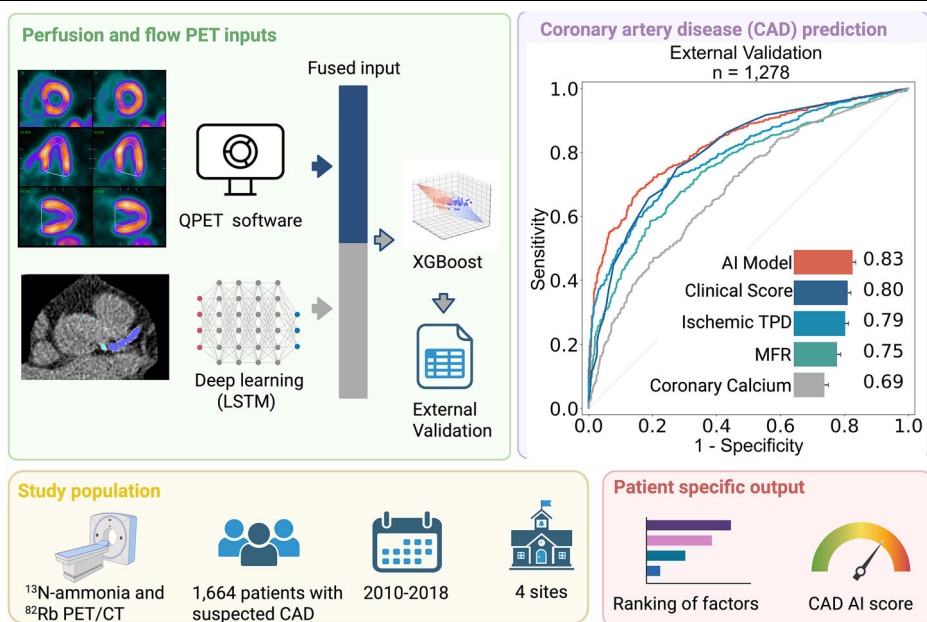 Perfusion and flow PET inputs
Fused input
QPET software
XGBoost
Deep learning
(LSTM)
External
Validation
Coronary artery disease (CAD) prediction
External Validation
n = 1,278
Sensitivity
1.0
0.8
0.6
0.4
0.2
0.0
AI Model 0.83
Clinical Score 0.80
Ischemic TPD 0.79
MFR 0.75
Coronary Calcium 0.69
0.0 0.2 0.4 0.6 0.8 1.0
1 - Specificity
Study population
¹³N-ammonia and
⁸²Rb PET/CT
1,664 patients with
suspected CAD
2010-2018
4 sites
Patient specific output
Ranking of factors
CAD AI score